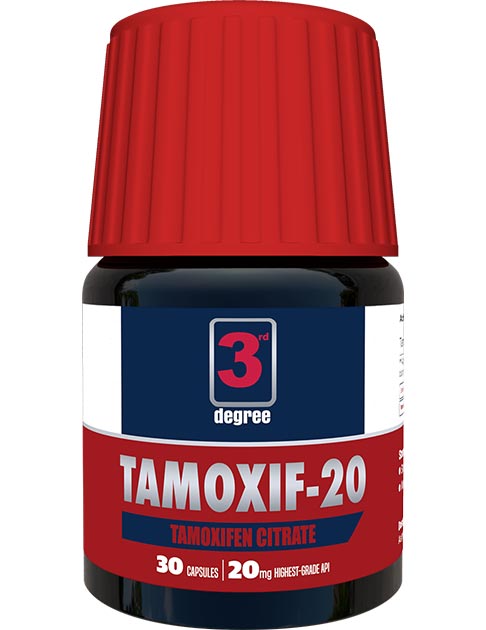 3rd
degree
TAMOXIF-20
TAMOXIFEN CITRATE
30 CAPSULES | 20mg HIGHEST-GRADE API